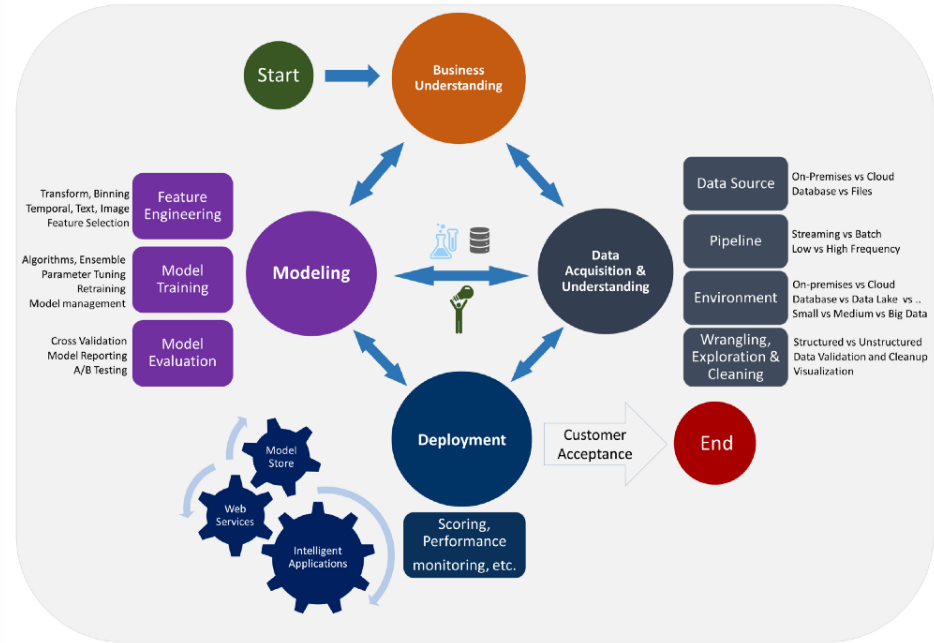 Start
Business
Understanding
Transform, Binning
Temporal, Text, Image
Feature Selection
Feature
Engineering
Algorithms, Ensemble
Parameter Tuning
Retraining
Model management
Model
Training
Cross Validation
Model Reporting
A/B Testing
Model
Evaluation
Modeling
Data
Acquisition &
Understanding
Data Source
On-Premises vs Cloud
Database vs Files
Pipeline
Streaming vs Batch
Low vs High Frequency
Environment
On-premises vs Cloud
Database vs Data Lake vs ..
Small vs Medium vs Big Data
Wrangling,
Exploration &
Cleaning
Structured vs Unstructured
Data Validation and Cleanup
Visualization
Deployment
Customer
Acceptance
End
Model
Store
Web
Services
Intelligent
Applications
Scoring,
Performance
monitoring, etc.